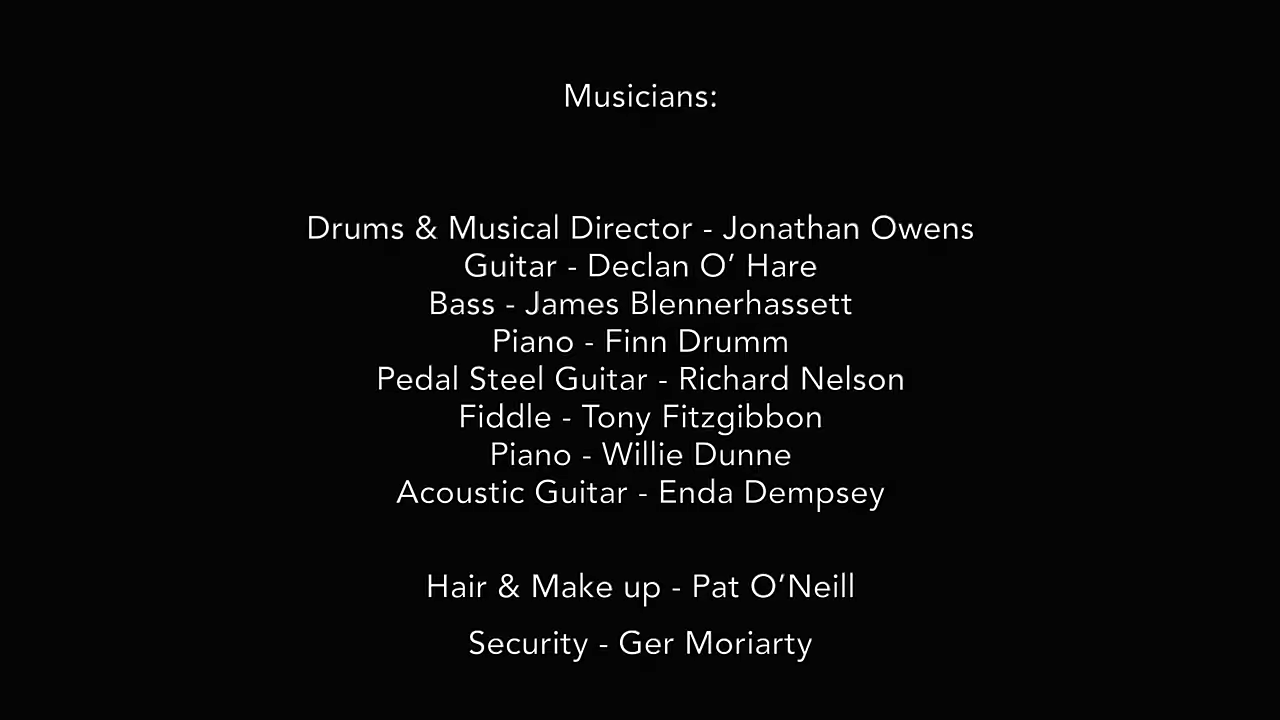 Musicians:
Drums & Musical Director - Jonathan Owens
Guitar - Declan O’ Hare
Bass - James Blennerhassett
Piano - Finn Drumm
Pedal Steel Guitar - Richard Nelson
Fiddle - Tony Fitzgibbon
Piano - Willie Dunne
Acoustic Guitar - Enda Dempsey
Hair & Make up - Pat O’Neill
Security - Ger Moriarty